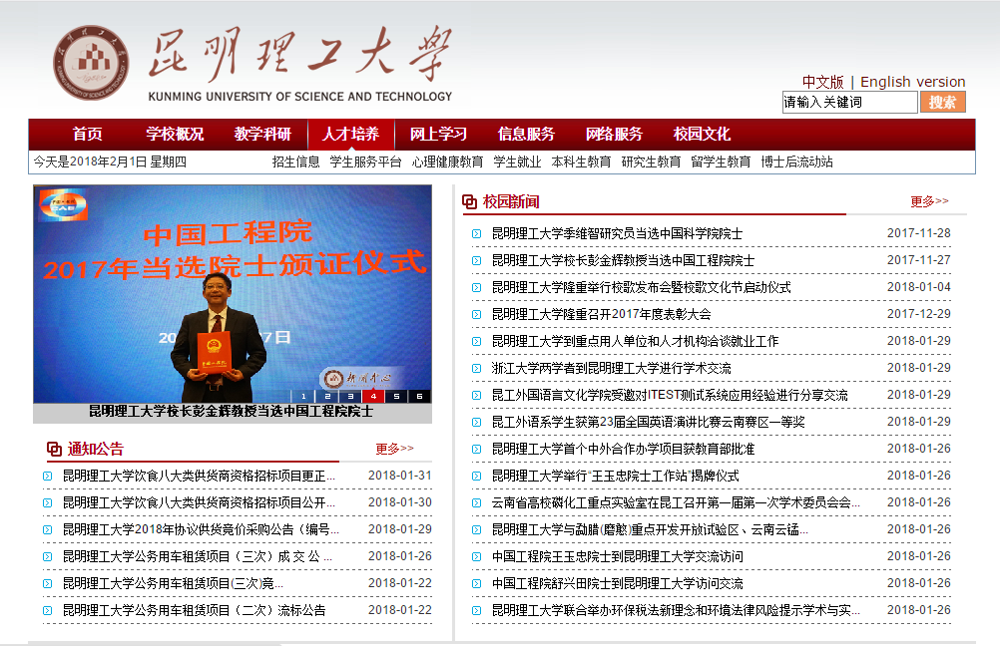 昆明理工大学
KUNMING UNIVERSITY OF SCIENCE AND TECHNOLOGY
中文版 | English version
请输入关键词 搜索
首页 学校概况 教学科研 人才培养 网上学习 信息服务 网络服务 校园文化
今天是2018年2月1日 星期四 招生信息 学生服务平台 心理健康教育 学生就业 本科生教育 研究生教育 留学生教育 博士后流动站
中国工程院
2017年当选院士颁证仪式
1 2 3 4 5 6
昆明理工大学校长彭金辉教授当选中国工程院院士
通知公告 更多>>
昆明理工大学饮食八大类供货商资格招标项目更正... 2018-01-31
昆明理工大学饮食八大类供货商资格招标项目公开... 2018-01-30
昆明理工大学2018年协议供货竞价采购公告（编号... 2018-01-29
昆明理工大学公务用车租赁项目（三次）成 交 公 ... 2018-01-26
昆明理工大学公务用车租赁项目(三次)竞... 2018-01-22
昆明理工大学公务用车租赁项目（二次）流标公告 2018-01-22
校园新闻 更多>>
昆明理工大学季维智研究员当选中国科学院院士 2017-11-28
昆明理工大学校长彭金辉教授当选中国工程院院士 2017-11-27
昆明理工大学隆重举行校歌发布会暨校歌文化节启动仪式 2018-01-04
昆明理工大学隆重召开2017年度表彰大会 2017-12-29
昆明理工大学到重点用人单位和人才机构洽谈就业工作 2018-01-29
浙江大学两学者到昆明理工大学进行学术交流 2018-01-29
昆工外国语言文化学院受邀对ITEST测试系统应用经验进行分享交流 2018-01-29
昆工外语系学生获第23届全国英语演讲比赛云南赛区一等奖 2018-01-29
昆明理工大学首个中外合作办学项目获教育部批准 2018-01-26
昆明理工大学举行“王玉忠院士工作站”揭牌仪式 2018-01-26
云南省高校磷化工重点实验室在昆工召开第一届第一次学术委员会会... 2018-01-26
昆明理工大学与勐腊(磨憨)重点开发开放试验区、云南云锰... 2018-01-26
中国工程院王玉忠院士到昆明理工大学交流访问 2018-01-26
中国工程院舒兴田院士到昆明理工大学访问交流 2018-01-26
昆明理工大学联合举办环保税法新理念和环境法律风险提示学术与实... 2018-01-26